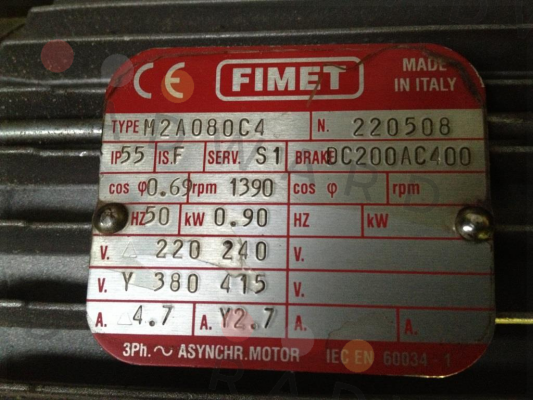 CE FIMET MADE IN ITALY
TYPE M2A080C4 N. 220508
IP55 IS.F SERV. S1 BRAKE DC200AC400
cos φ 0.69 rpm 1390 cos φ rpm
HZ 50 kW 0.90 HZ kW
V. 220 240 V.
V. Y 380 415 V.
A. △4.7 A. Y2.7 A. A.
3Ph. ~ ASYNCHR.MOTOR IEC EN 60034-1